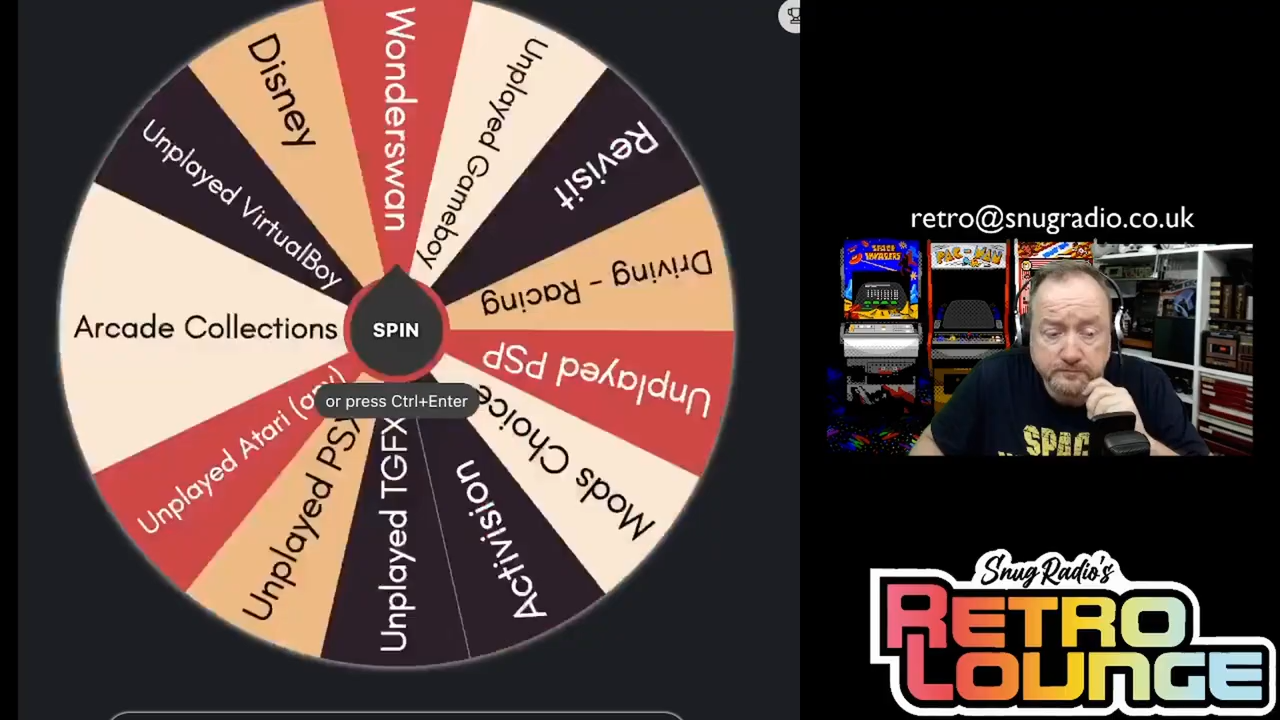 Wonderswan
Unplayed Gameboy
Revisit
Driving - Racing
Unplayed PSP
Mods Choice
Activision
Unplayed TGFX
Unplayed PSX
Unplayed Atari (any)
Arcade Collections
Unplayed VirtualBoy
Disney
SPIN
or press Ctrl+Enter
retro@snugradio.co.uk
SPACE INVADERS
PAC-MAN
SPAC
Snug Radio's
RETRO
LOUNGE